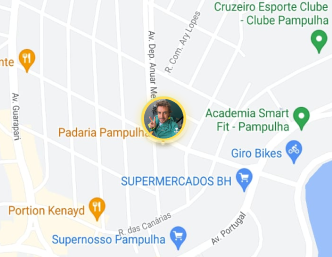 Cruzeiro Esporte Clube
- Clube Pampulha
R. Com. Ary Lopes
Av. Dep. Anuar Me
nte
Av. Guarapari
Academia Smart
Fit - Pampulha
Padaria Pampulha
Giro Bikes
SUPERMERCADOS BH
Portion Kenayd
R. das Canárias
Av. Portugal
Supernosso Pampulha